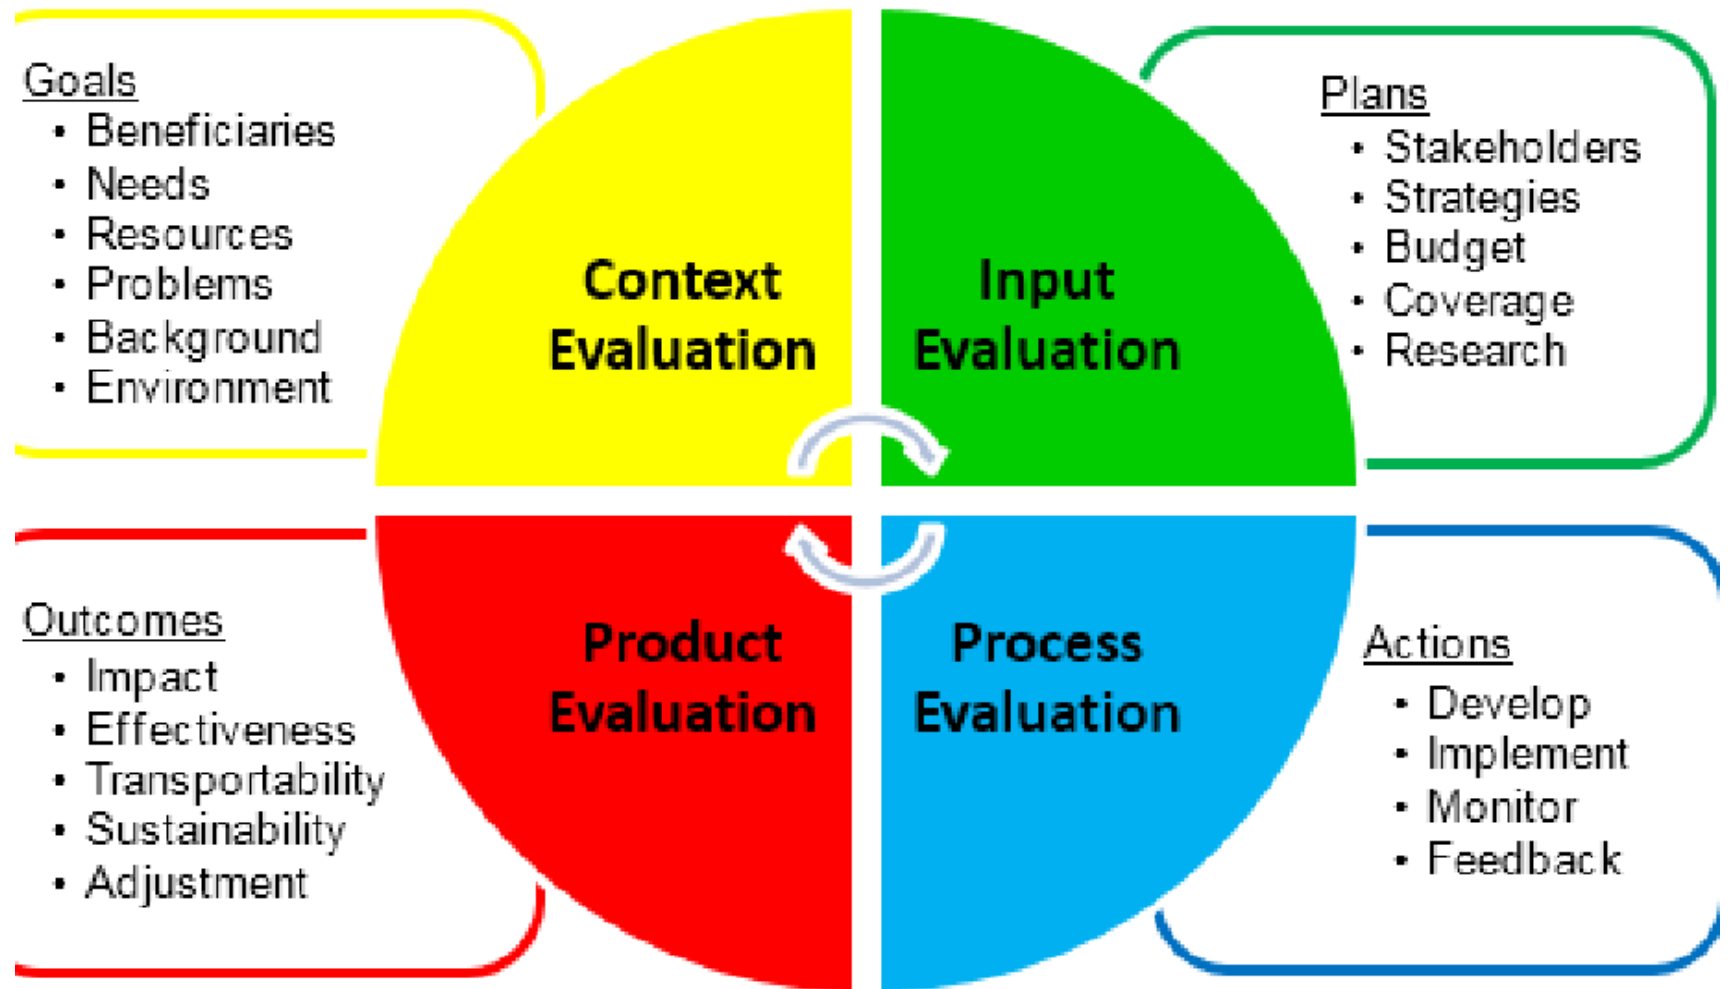 Goals
• Beneficiaries
• Needs
• Resources
• Problems
• Background
• Environment
Context
Evaluation
Input
Evaluation
Plans
• Stakeholders
• Strategies
• Budget
• Coverage
• Research
Outcomes
• Impact
• Effectiveness
• Transportability
• Sustainability
• Adjustment
Product
Evaluation
Process
Evaluation
Actions
• Develop
• Implement
• Monitor
• Feedback